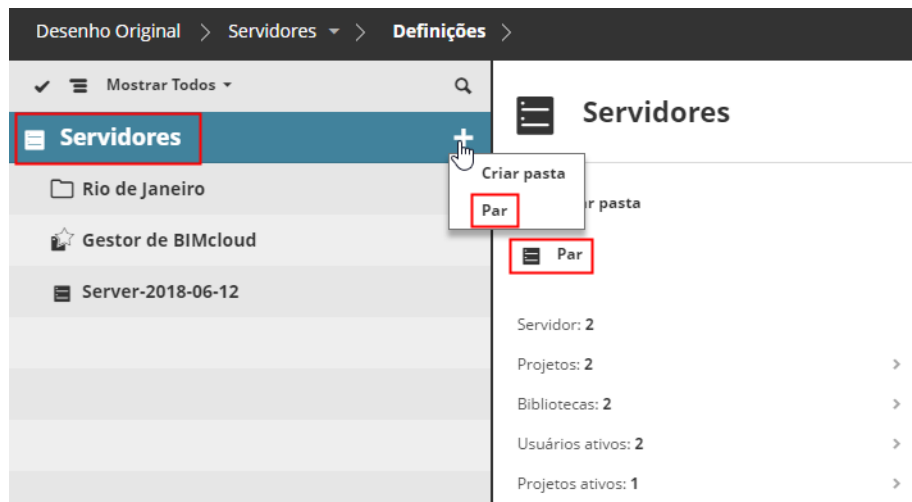 Desenho Original > Servidores > Definições >
Mostrar Todos
Servidores
Rio de Janeiro
Gestor de BIMcloud
Server-2018-06-12
Criar pasta
Par
Servidores
r pasta
Par
Servidor: 2
Projetos: 2
Bibliotecas: 2
Usuários ativos: 2
Projetos ativos: 1